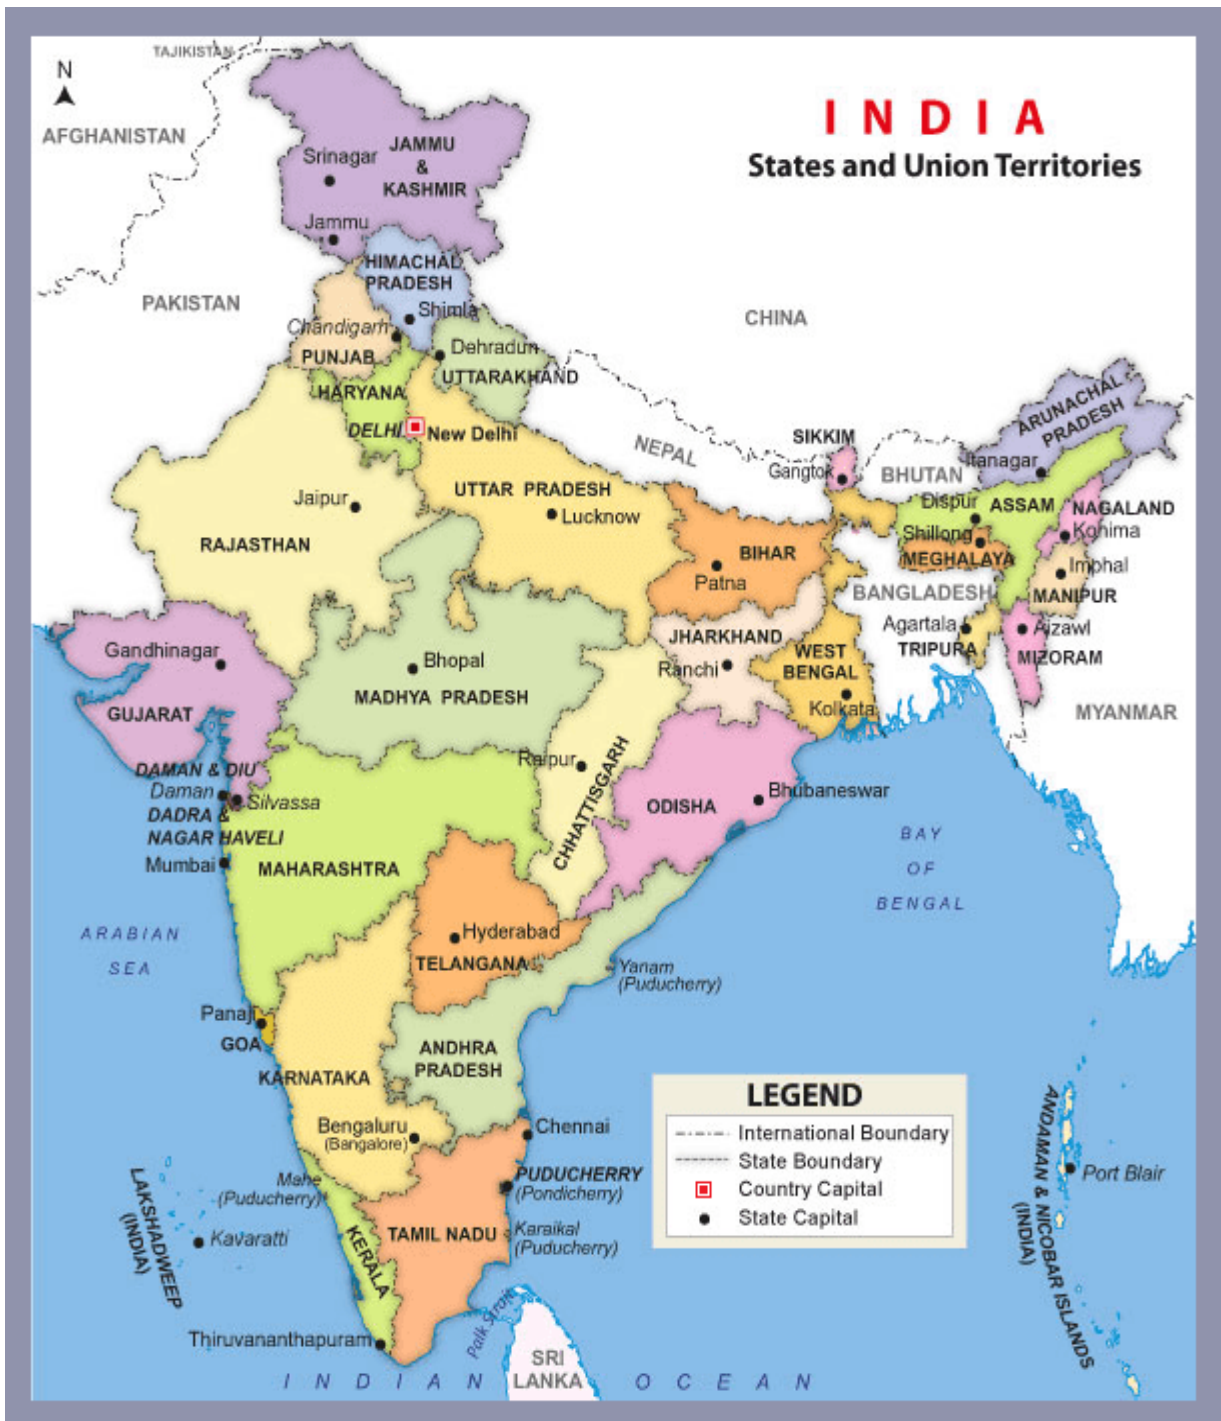 TAJIKISTAN
N
AFGHANISTAN
INDIA
States and Union Territories
JAMMU
&
KASHMIR
Srinagar
Jammu
HIMACHAL
PRADESH
PAKISTAN
Shimla
CHINA
Chandigarh
PUNJAB
Dehradun
UTTARAKHAND
HARYANA
DELHI
New Delhi
ARUNACHAL
PRADESH
SIKKIM
NEPAL
Gangtok
BHUTAN
Itanagar
UTTAR PRADESH
Jaipur
Lucknow
Dispur
ASSAM
NAGALAND
Kohima
RAJASTHAN
BIHAR
Patna
Shillong
MEGHALAYA
Imphal
MANIPUR
BANGLADESH
Agartala
TRIPURA
Aizawl
MIZORAM
JHARKHAND
Ranchi
WEST
BENGAL
Kolkata
Gandhinagar
GUJARAT
Bhopal
MADHYA PRADESH
MYANMAR
Raipur
CHHATTISGARH
DAMAN & DIU
Daman
Silvassa
DADRA &
NAGAR HAVELI
ODISHA
Bhubaneswar
Mumbai
MAHARASHTRA
BAY
OF
BENGAL
ARABIAN
SEA
Hyderabad
TELANGANA
Yanam
(Puducherry)
Panaji
GOA
KARNATAKA
ANDHRA
PRADESH
Bengaluru
(Bangalore)
Chennai
LEGEND
International Boundary
State Boundary
Country Capital
State Capital
ANDAMAN & NICOBAR ISLANDS
(INDIA)
Port Blair
LAKSHADWEEP
(INDIA)
Kavaratti
Mahe
(Puducherry)
PUDUCHERRY
(Pondicherry)
KERALA
TAMIL NADU
Karaikal
(Puducherry)
Thiruvananthapuram
Palk Strait
SRI
LANKA
INDIAN OCEAN